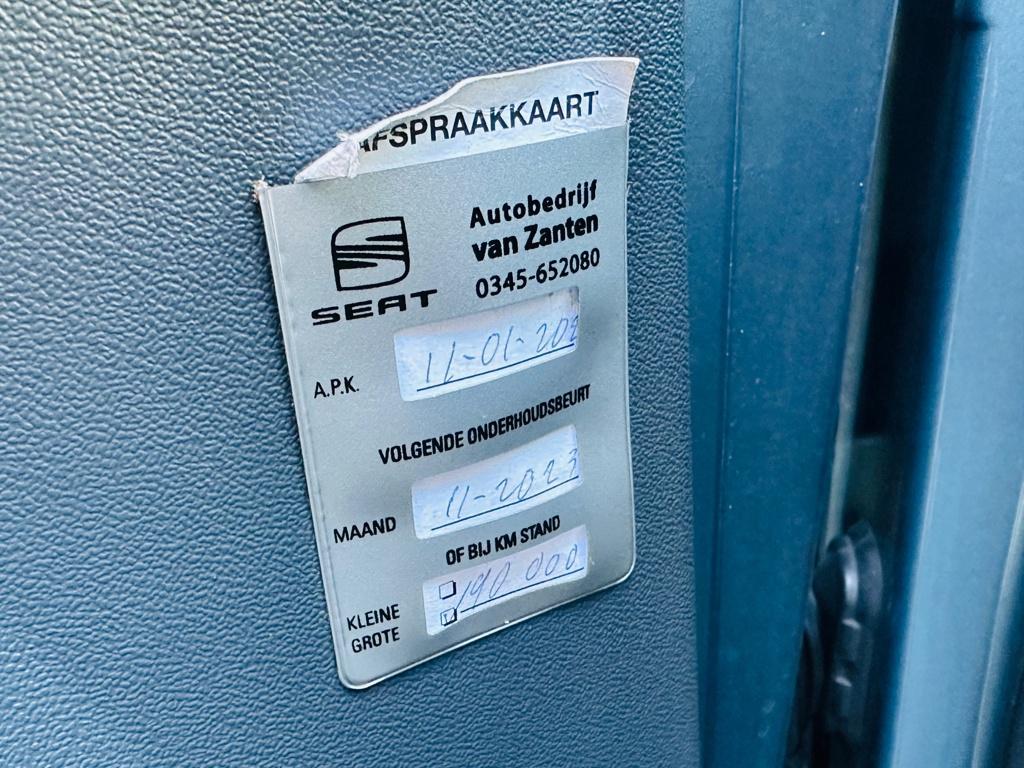 AFSPRAAKKAART
Autobedrijf
van Zanten
0345-652080
SEAT
A.P.K.
VOLGENDE ONDERHOUDSBEURT
MAAND 11-2023
OF BIJ KM STAND
190 000
KLEINE
GROTE